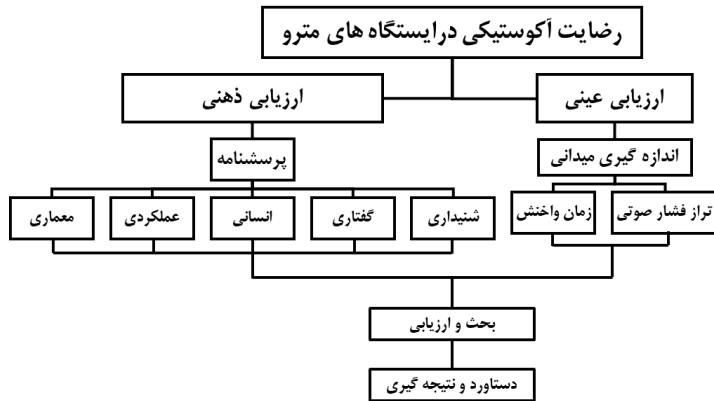 رضایت آکوستیکی درایستگاه های مترو
ارزیابی عینی
ارزیابی ذهنی
اندازه گیری میدانی
پرسشنامه
تراز فشار صوتی
زمان واخنش
شنیداری
گفتاری
انسانی
عملکردی
معماری
بحث و ارزیابی
دستاورد و نتیجه گیری